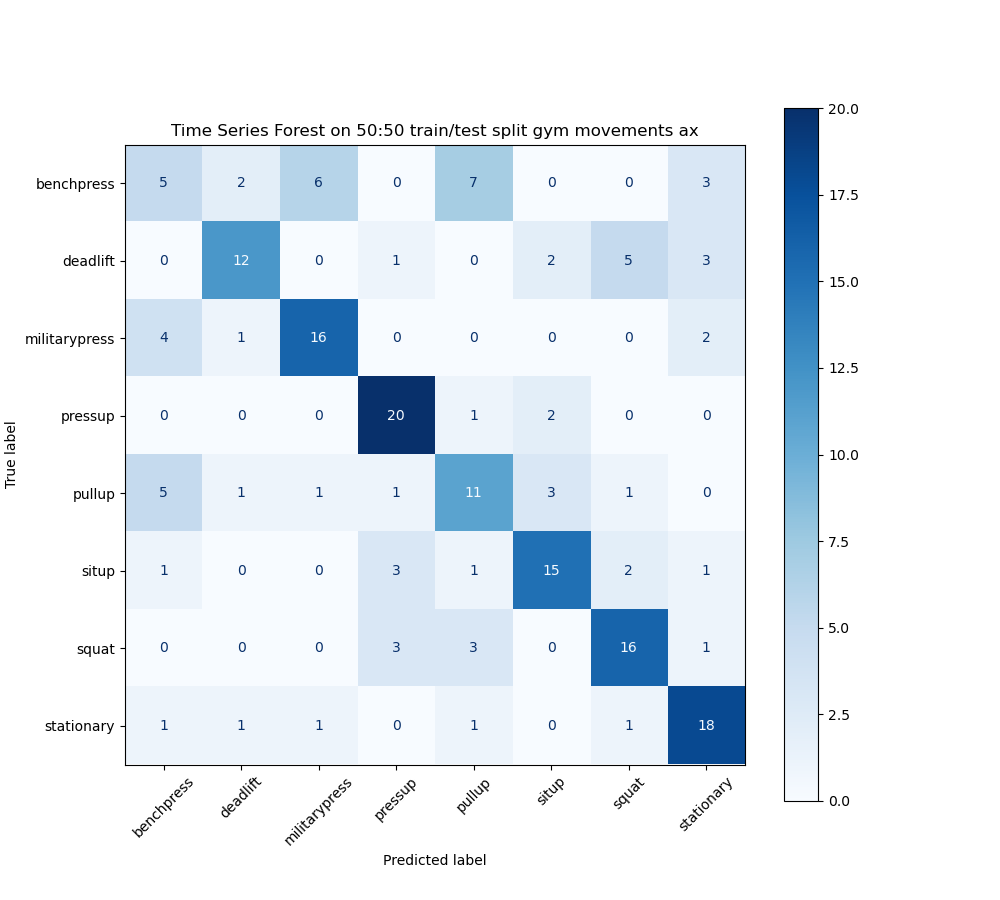 Time Series Forest on 50:50 train/test split gym movements ax
True label
benchpress 5 2 6 0 7 0 0 3
deadlift 0 12 0 1 0 2 5 3
militarypress 4 1 16 0 0 0 0 2
pressup 0 0 0 20 1 2 0 0
pullup 5 1 1 1 11 3 1 0
situp 1 0 0 3 1 15 2 1
squat 0 0 0 3 3 0 16 1
stationary 1 1 1 0 1 0 1 18
benchpress deadlift militarypress pressup pullup situp squat stationary
Predicted label
20.0
17.5
15.0
12.5
10.0
7.5
5.0
2.5
0.0